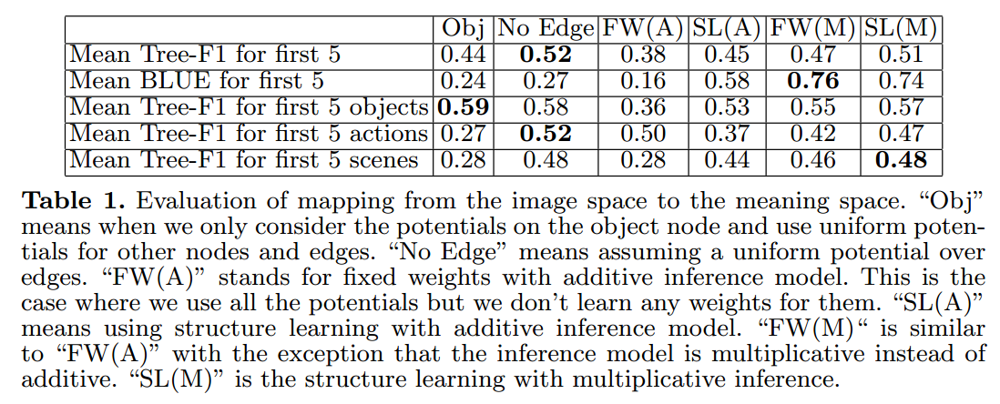 Obj No Edge FW(A) SL(A) FW(M) SL(M)
Mean Tree-F1 for first 5 0.44 0.52 0.38 0.45 0.47 0.51
Mean BLUE for first 5 0.24 0.27 0.16 0.58 0.76 0.74
Mean Tree-F1 for first 5 objects 0.59 0.58 0.36 0.53 0.55 0.57
Mean Tree-F1 for first 5 actions 0.27 0.52 0.50 0.37 0.42 0.47
Mean Tree-F1 for first 5 scenes 0.28 0.48 0.28 0.44 0.46 0.48
Table 1. Evaluation of mapping from the image space to the meaning space. “Obj”
means when we only consider the potentials on the object node and use uniform poten-
tials for other nodes and edges. “No Edge” means assuming a uniform potential over
edges. “FW(A)” stands for fixed weights with additive inference model. This is the
case where we use all the potentials but we don’t learn any weights for them. “SL(A)”
means using structure learning with additive inference model. “FW(M)“ is similar
to “FW(A)” with the exception that the inference model is multiplicative instead of
additive. “SL(M)” is the structure learning with multiplicative inference.